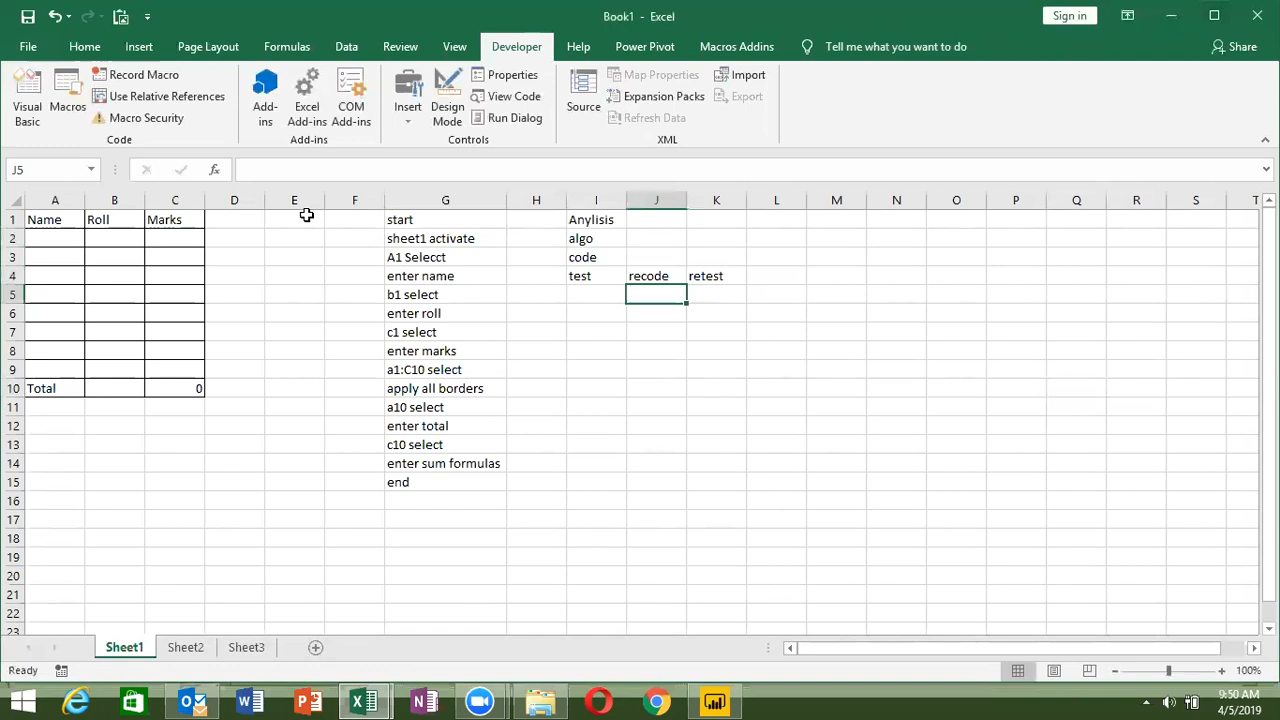 Book1 - Excel
Sign in
File Home Insert Page Layout Formulas Data Review View Developer Help Power Pivot Macros Addins Tell me what you want to do Share
Visual Basic
Macros
Record Macro
Use Relative References
Macro Security
Code
Add-ins
Excel Add-ins
COM Add-ins
Add-ins
Insert
Design Mode
Properties
View Code
Run Dialog
Controls
Source
Map Properties
Expansion Packs
Refresh Data
Import
Export
XML
J5
fx
A B C D E F G H I J K L M N O P Q R S T
1 Name Roll Marks start Anylisis
2 sheet1 activate algo
3 A1 Selecct code
4 enter name test recode retest
5 b1 select
6 enter roll
7 c1 select
8 enter marks
9 a1:C10 select
10 Total 0 apply all borders
11 a10 select
12 enter total
13 c10 select
14 enter sum formulas
15 end
16
17
18
19
20
21
22
23
Sheet1 Sheet2 Sheet3
Ready
100%
9:50 AM
4/5/2019